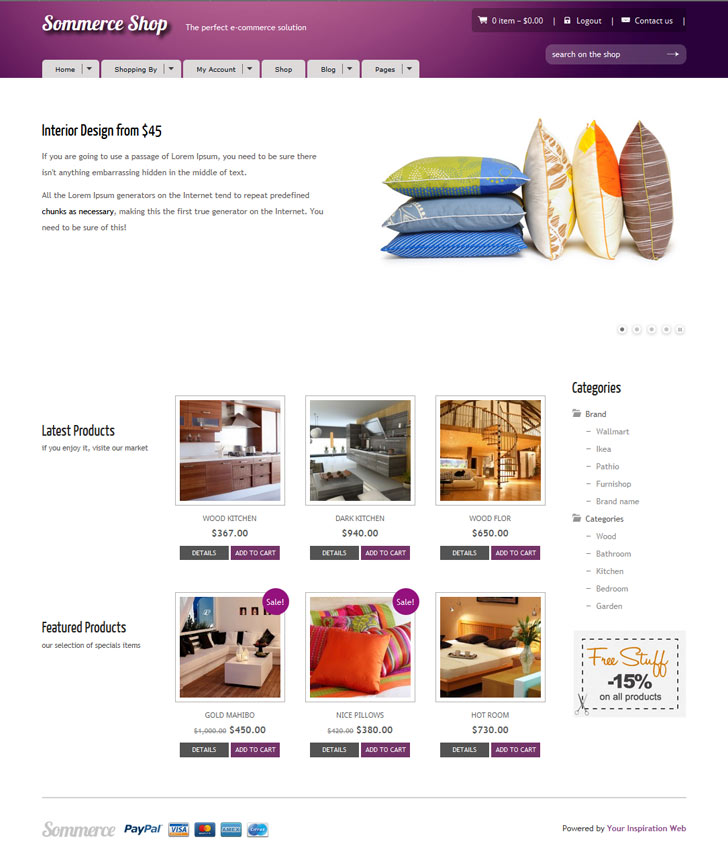 Sommerce Shop
The perfect e-commerce solution
0 item – $0.00 | Logout | Contact us |
search on the shop
Home
Shopping By
My Account
Shop
Blog
Pages
Interior Design from $45
If you are going to use a passage of Lorem Ipsum, you need to be sure there
isn't anything embarrassing hidden in the middle of text.
All the Lorem Ipsum generators on the Internet tend to repeat predefined
chunks as necessary, making this the first true generator on the Internet. You
need to be sure of this!
Latest Products
if you enjoy it, visite our market
WOOD KITCHEN
$367.00
DETAILS ADD TO CART
DARK KITCHEN
$940.00
DETAILS ADD TO CART
WOOD FLOR
$650.00
DETAILS ADD TO CART
Featured Products
our selection of specials items
Sale!
GOLD MAHIBO
$1,000.00 $450.00
DETAILS ADD TO CART
Sale!
NICE PILLOWS
$420.00 $380.00
DETAILS ADD TO CART
HOT ROOM
$730.00
DETAILS ADD TO CART
Categories
Brand
– Wallmart
– Ikea
– Pathio
– Furnishop
– Brand name
Categories
– Wood
– Bathroom
– Kitchen
– Bedroom
– Garden
Free Stuff
-15%
on all products
Sommerce
PayPal
VISA
MasterCard
AMEX
Cirrus
Powered by Your Inspiration Web